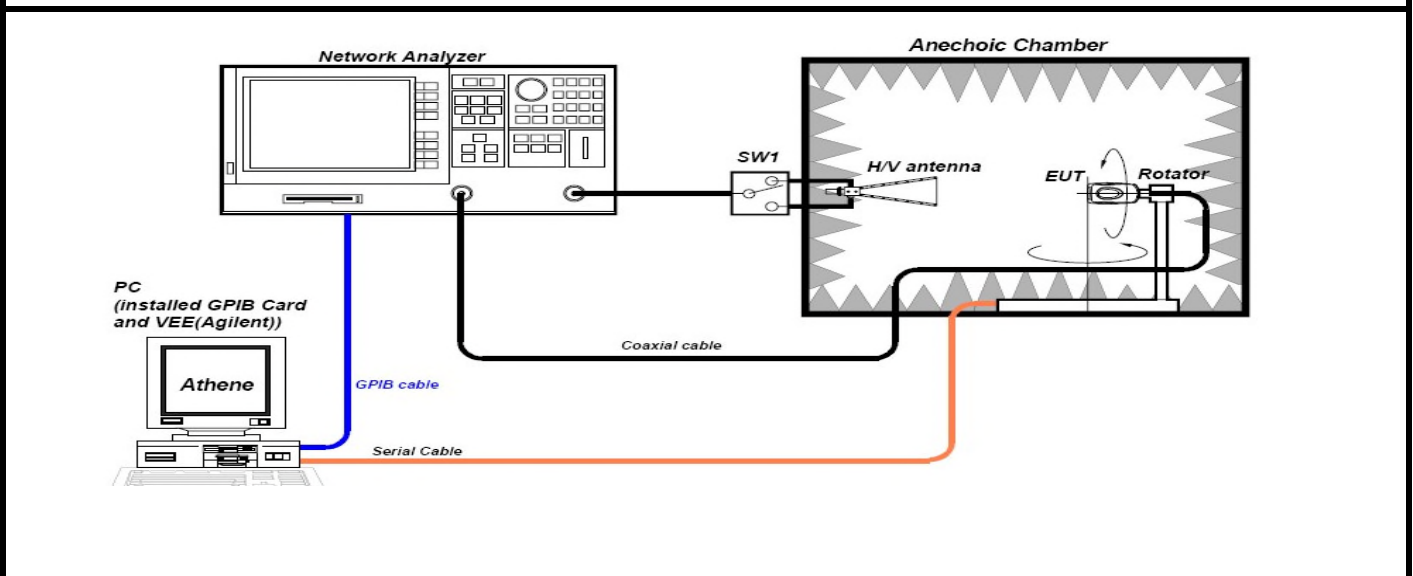 Network Analyzer
Anechoic Chamber
SW1
H/V antenna
EUT
Rotator
PC
(installed GPIB Card
and VEE(Agilent))
Coaxial cable
Athene
GPIB cable
Serial Cable